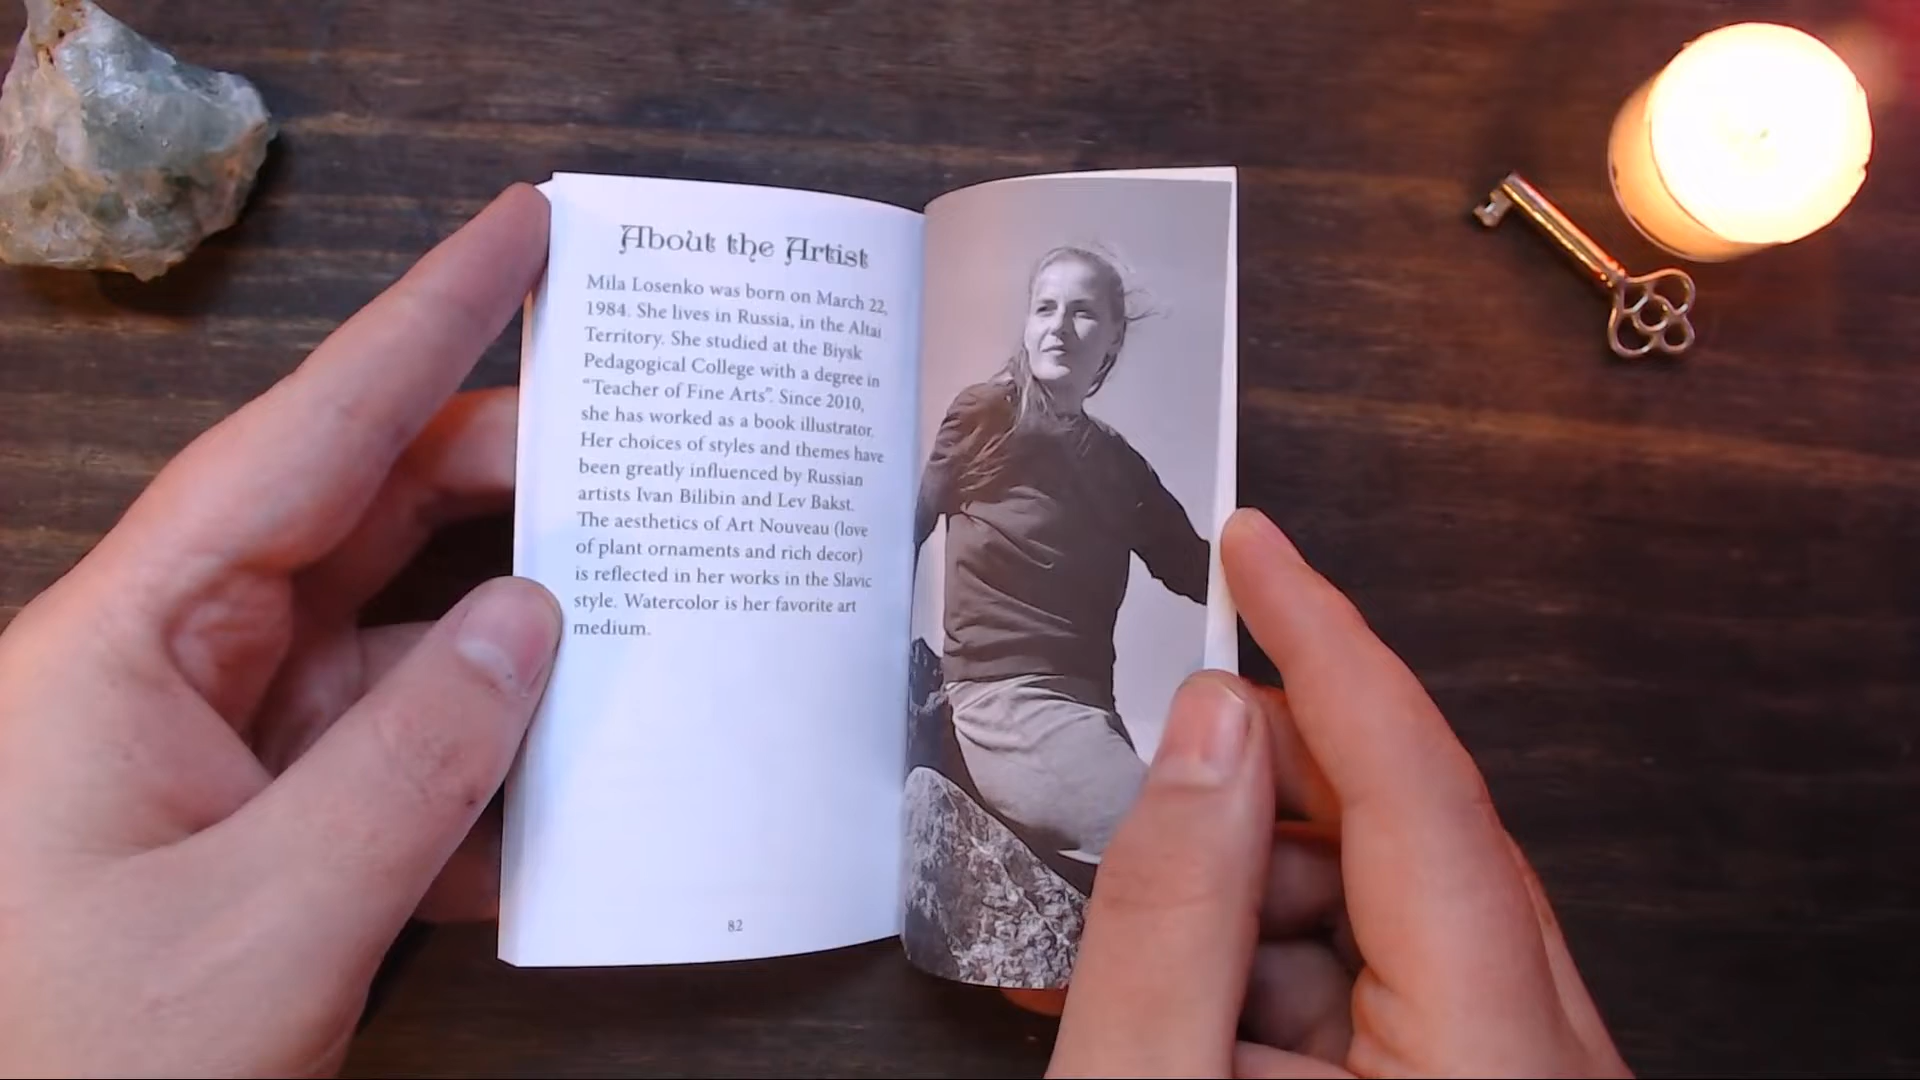 About the Artist
Mila Losenko was born on March 22,
1984. She lives in Russia, in the Altai
Territory. She studied at the Biysk
Pedagogical College with a degree in
“Teacher of Fine Arts”. Since 2010,
she has worked as a book illustrator.
Her choices of styles and themes have
been greatly influenced by Russian
artists Ivan Bilibin and Lev Bakst.
The aesthetics of Art Nouveau (love
of plant ornaments and rich decor)
is reflected in her works in the Slavic
style. Watercolor is her favorite art
medium.
82